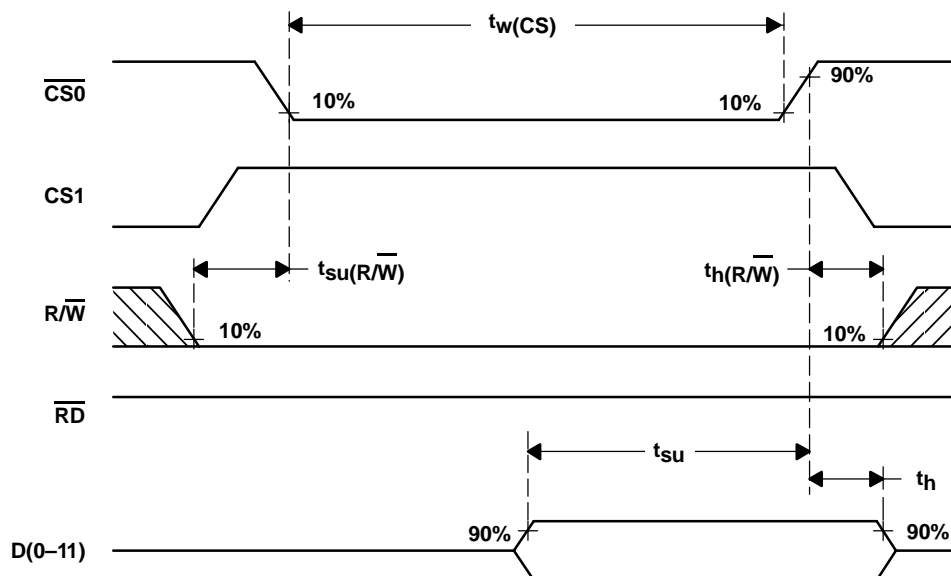 tw(CS)
CS0
10%
10%
90%
CS1
tsu(R/W)
th(R/W)
R/W
10%
10%
RD
tsu
th
90%
90%
D(0–11)